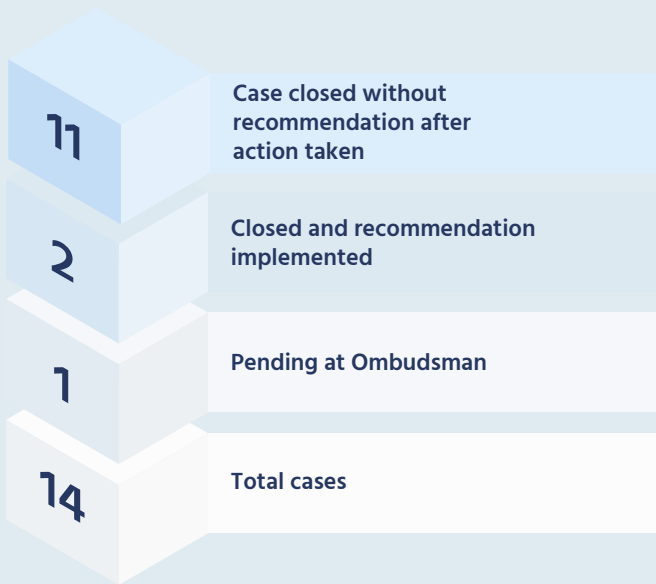 11
Case closed without
recommendation after
action taken
2
Closed and recommendation
implemented
1
Pending at Ombudsman
14
Total cases